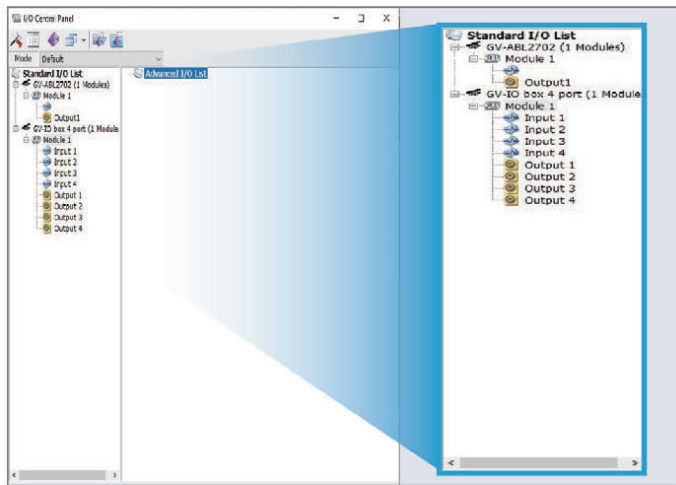 I/O Central Panel
Mode Default
Standard I/O List
GV-ABL2702 (1 Modules)
Module 1
Output1
GV-IO box 4 port (1 Module
Module 1
Input 1
Input 2
Input 3
Input 4
Output 1
Output 2
Output 3
Output 4
Advanced I/O List
Standard I/O List
GV-ABL2702 (1 Modules)
Module 1
Output1
GV-IO box 4 port (1 Module
Module 1
Input 1
Input 2
Input 3
Input 4
Output 1
Output 2
Output 3
Output 4